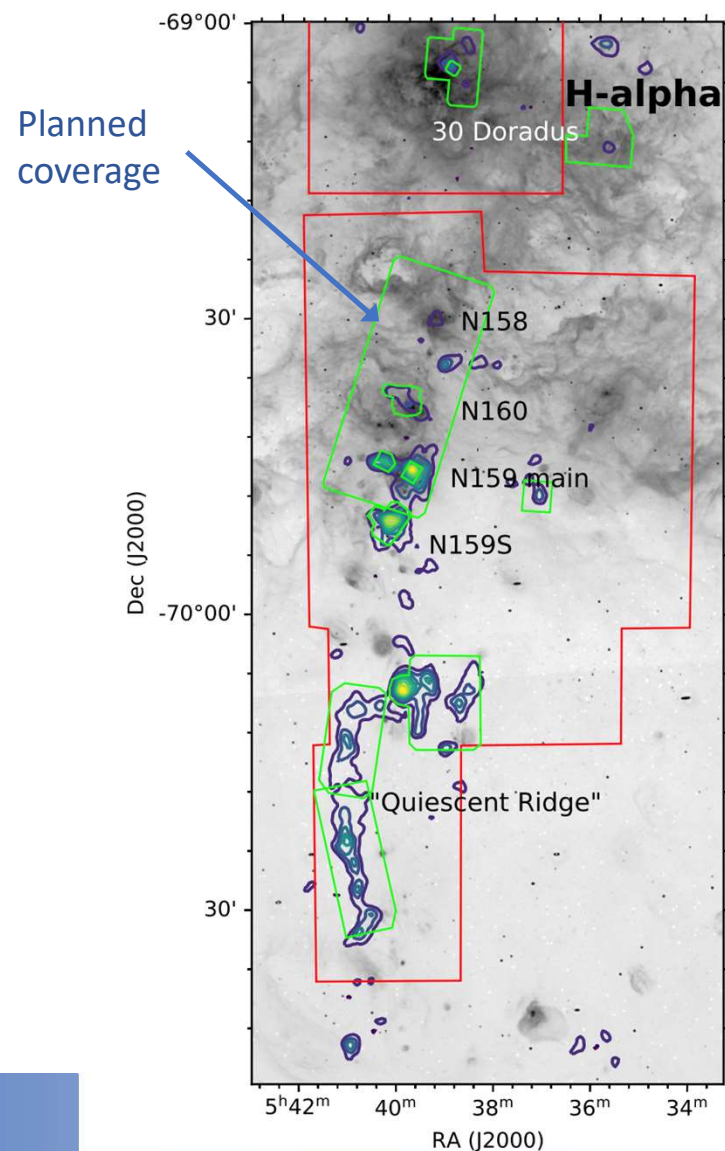 -69°00'
Planned
coverage
H-alpha
30 Doradus
30'
N158
N160
N159 main
N159S
Dec (J2000)
-70°00'
"Quiescent Ridge"
30'
5ʰ42ᵐ 40ᵐ 38ᵐ 36ᵐ 34ᵐ
RA (J2000)